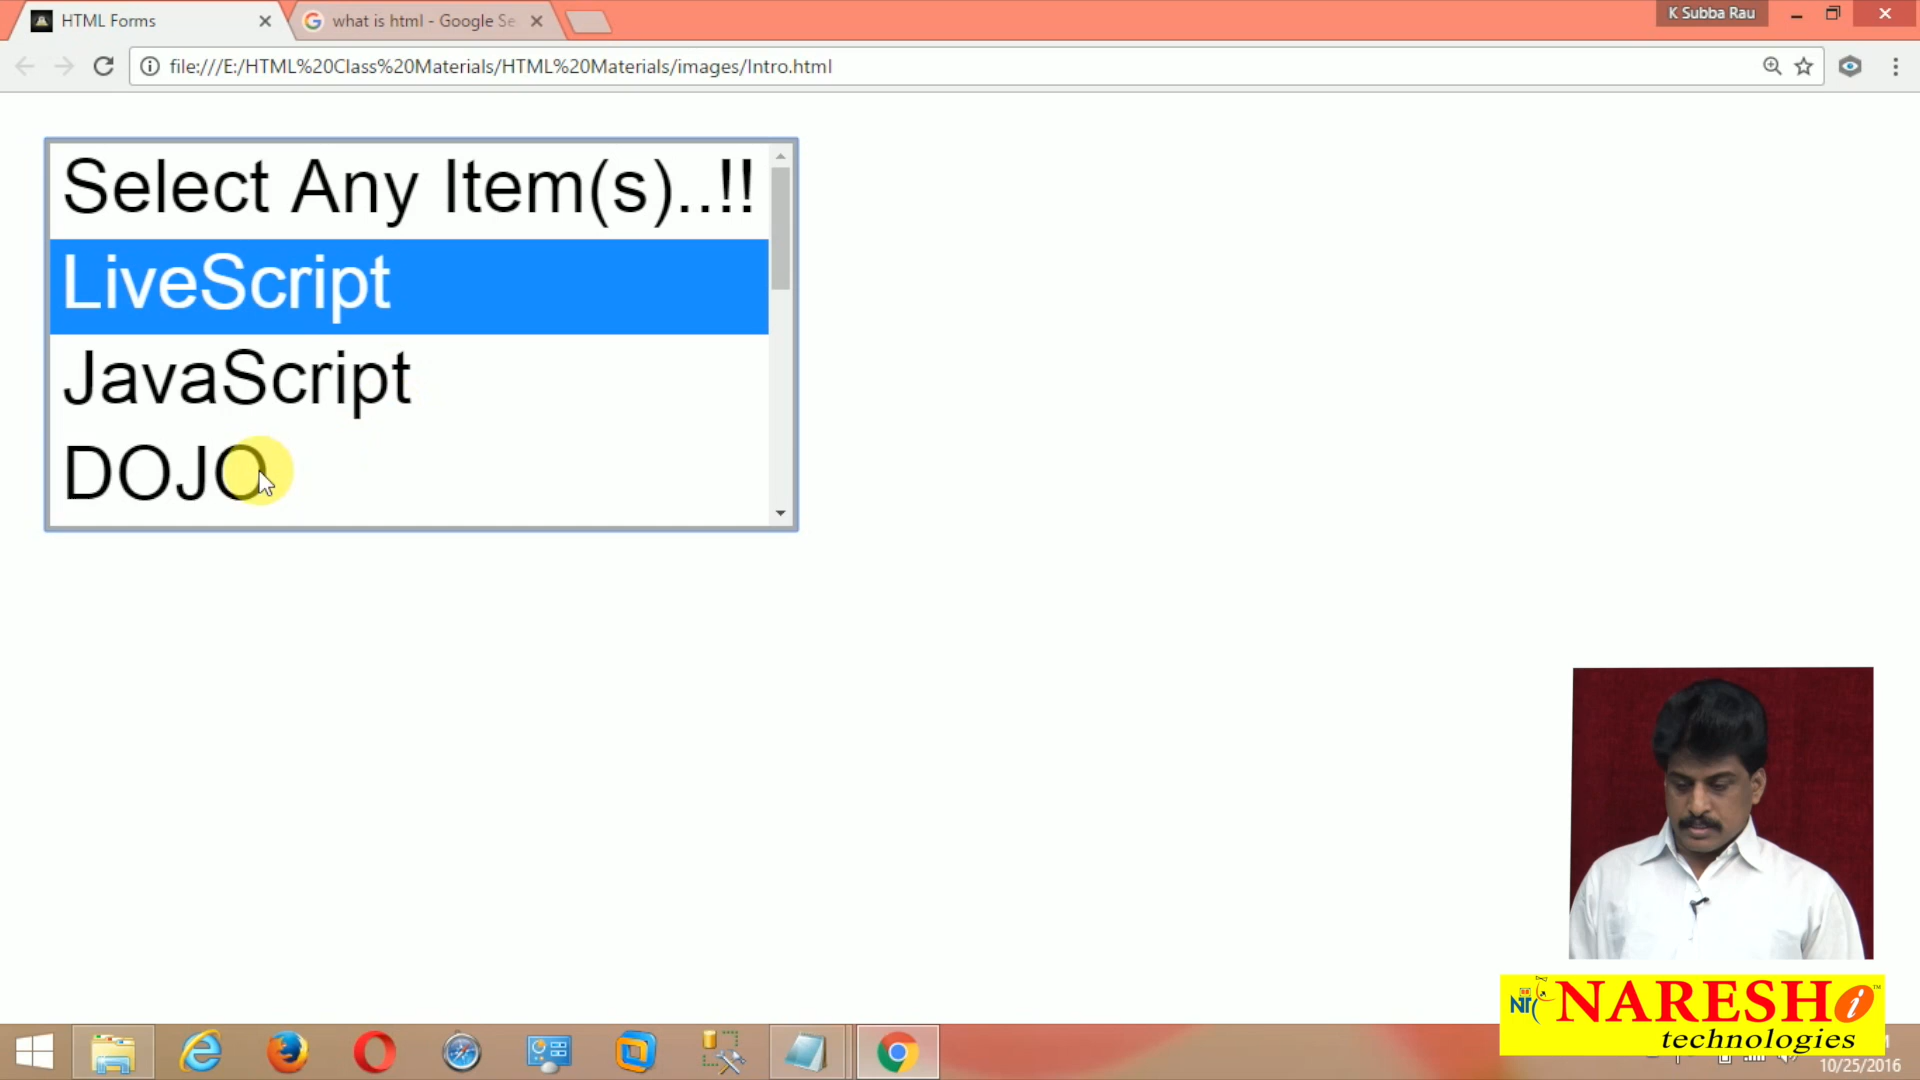 HTML Forms
what is html - Google Se
K Subba Rau
file:///E:/HTML%20Class%20Materials/HTML%20Materials/images/Intro.html
Select Any Item(s)..!!
LiveScript
JavaScript
DOJO
NARESH i
technologies
10/25/2016